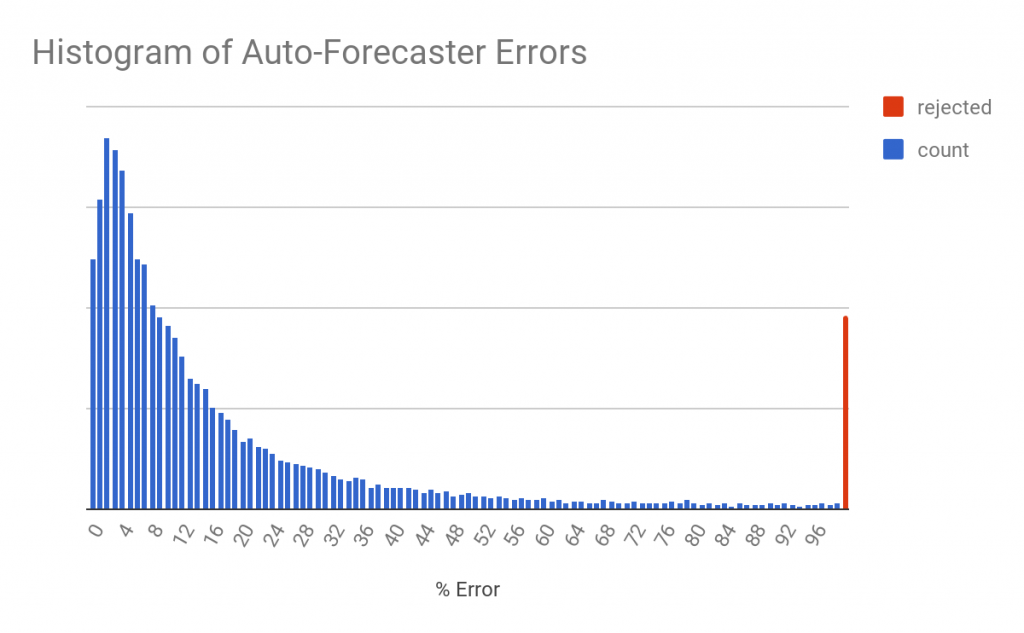 Histogram of Auto-Forecaster Errors
rejected
count
0 4 8 12 16 20 24 28 32 36 40 44 48 52 56 60 64 68 72 76 80 84 88 92 96
% Error